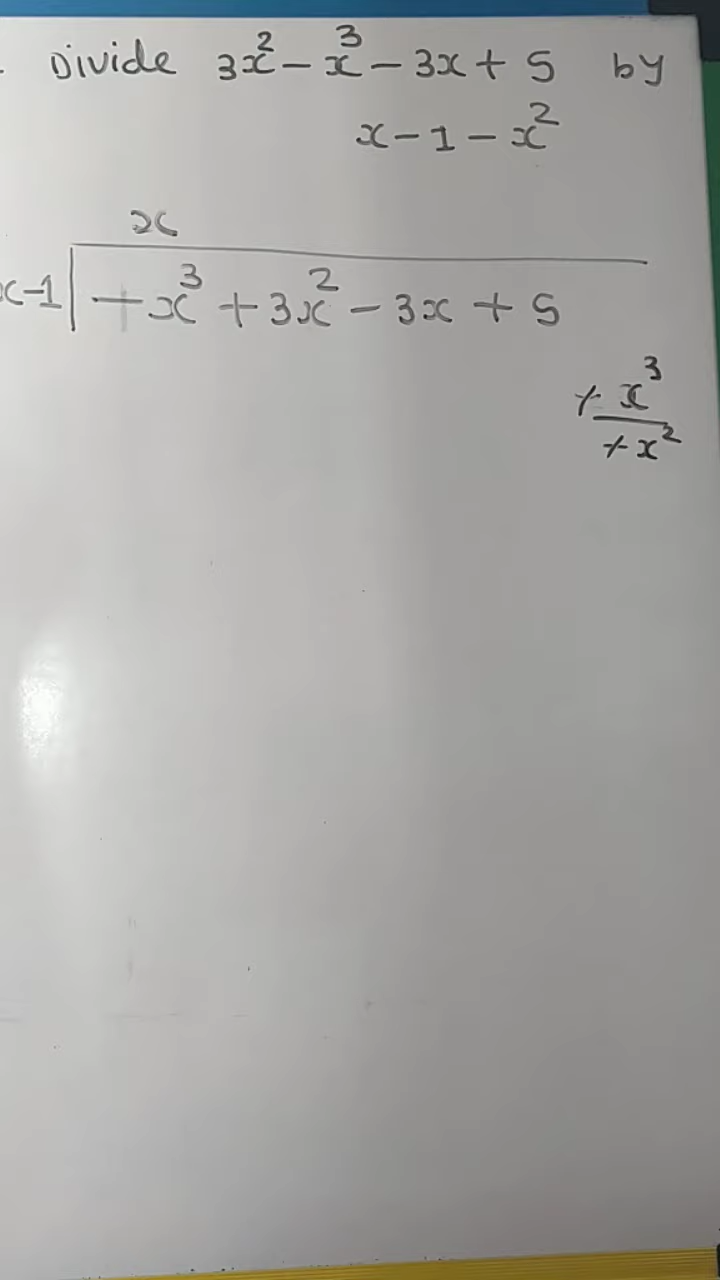 Divide 3x² - x³ - 3x + 5 by
x - 1 - x²
x
x-1 | - x³ + 3x² - 3x + 5
- x³
- x²